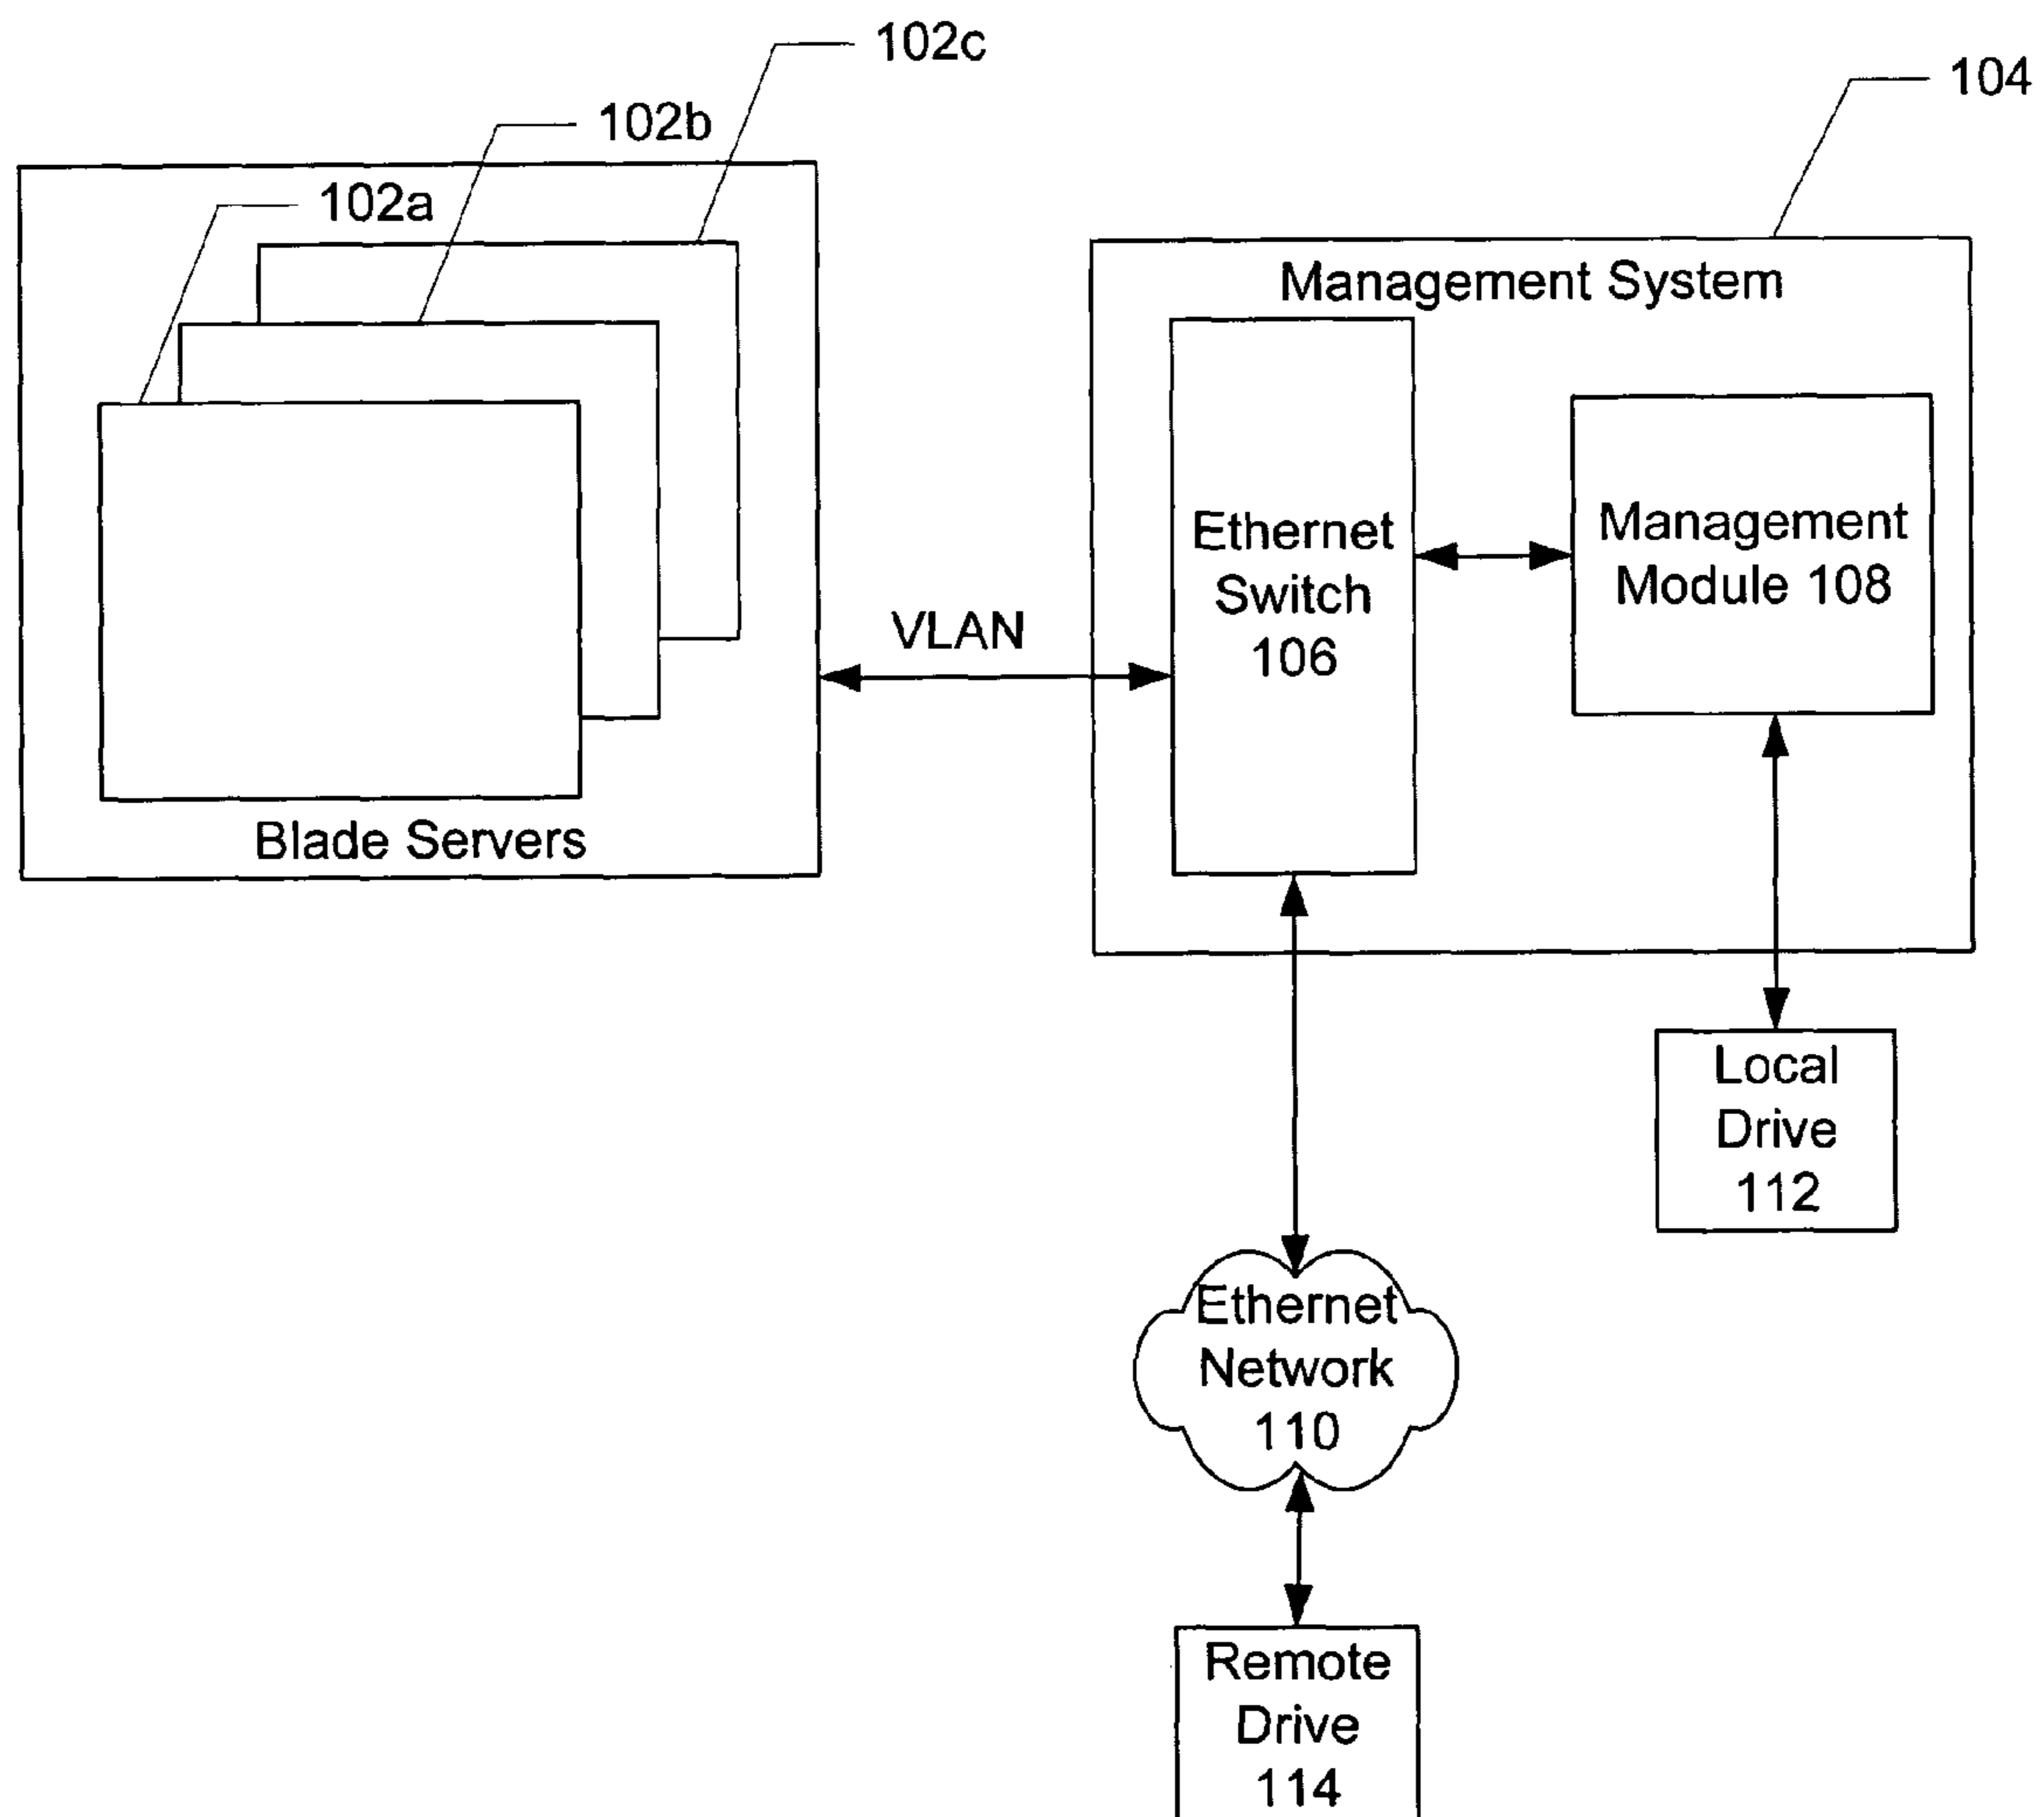 102c
104
102b
102a
Management System
Ethernet
Switch
106
Management
Module 108
VLAN
Blade Servers
Local
Drive
112
Ethernet
Network
110
Remote
Drive
114